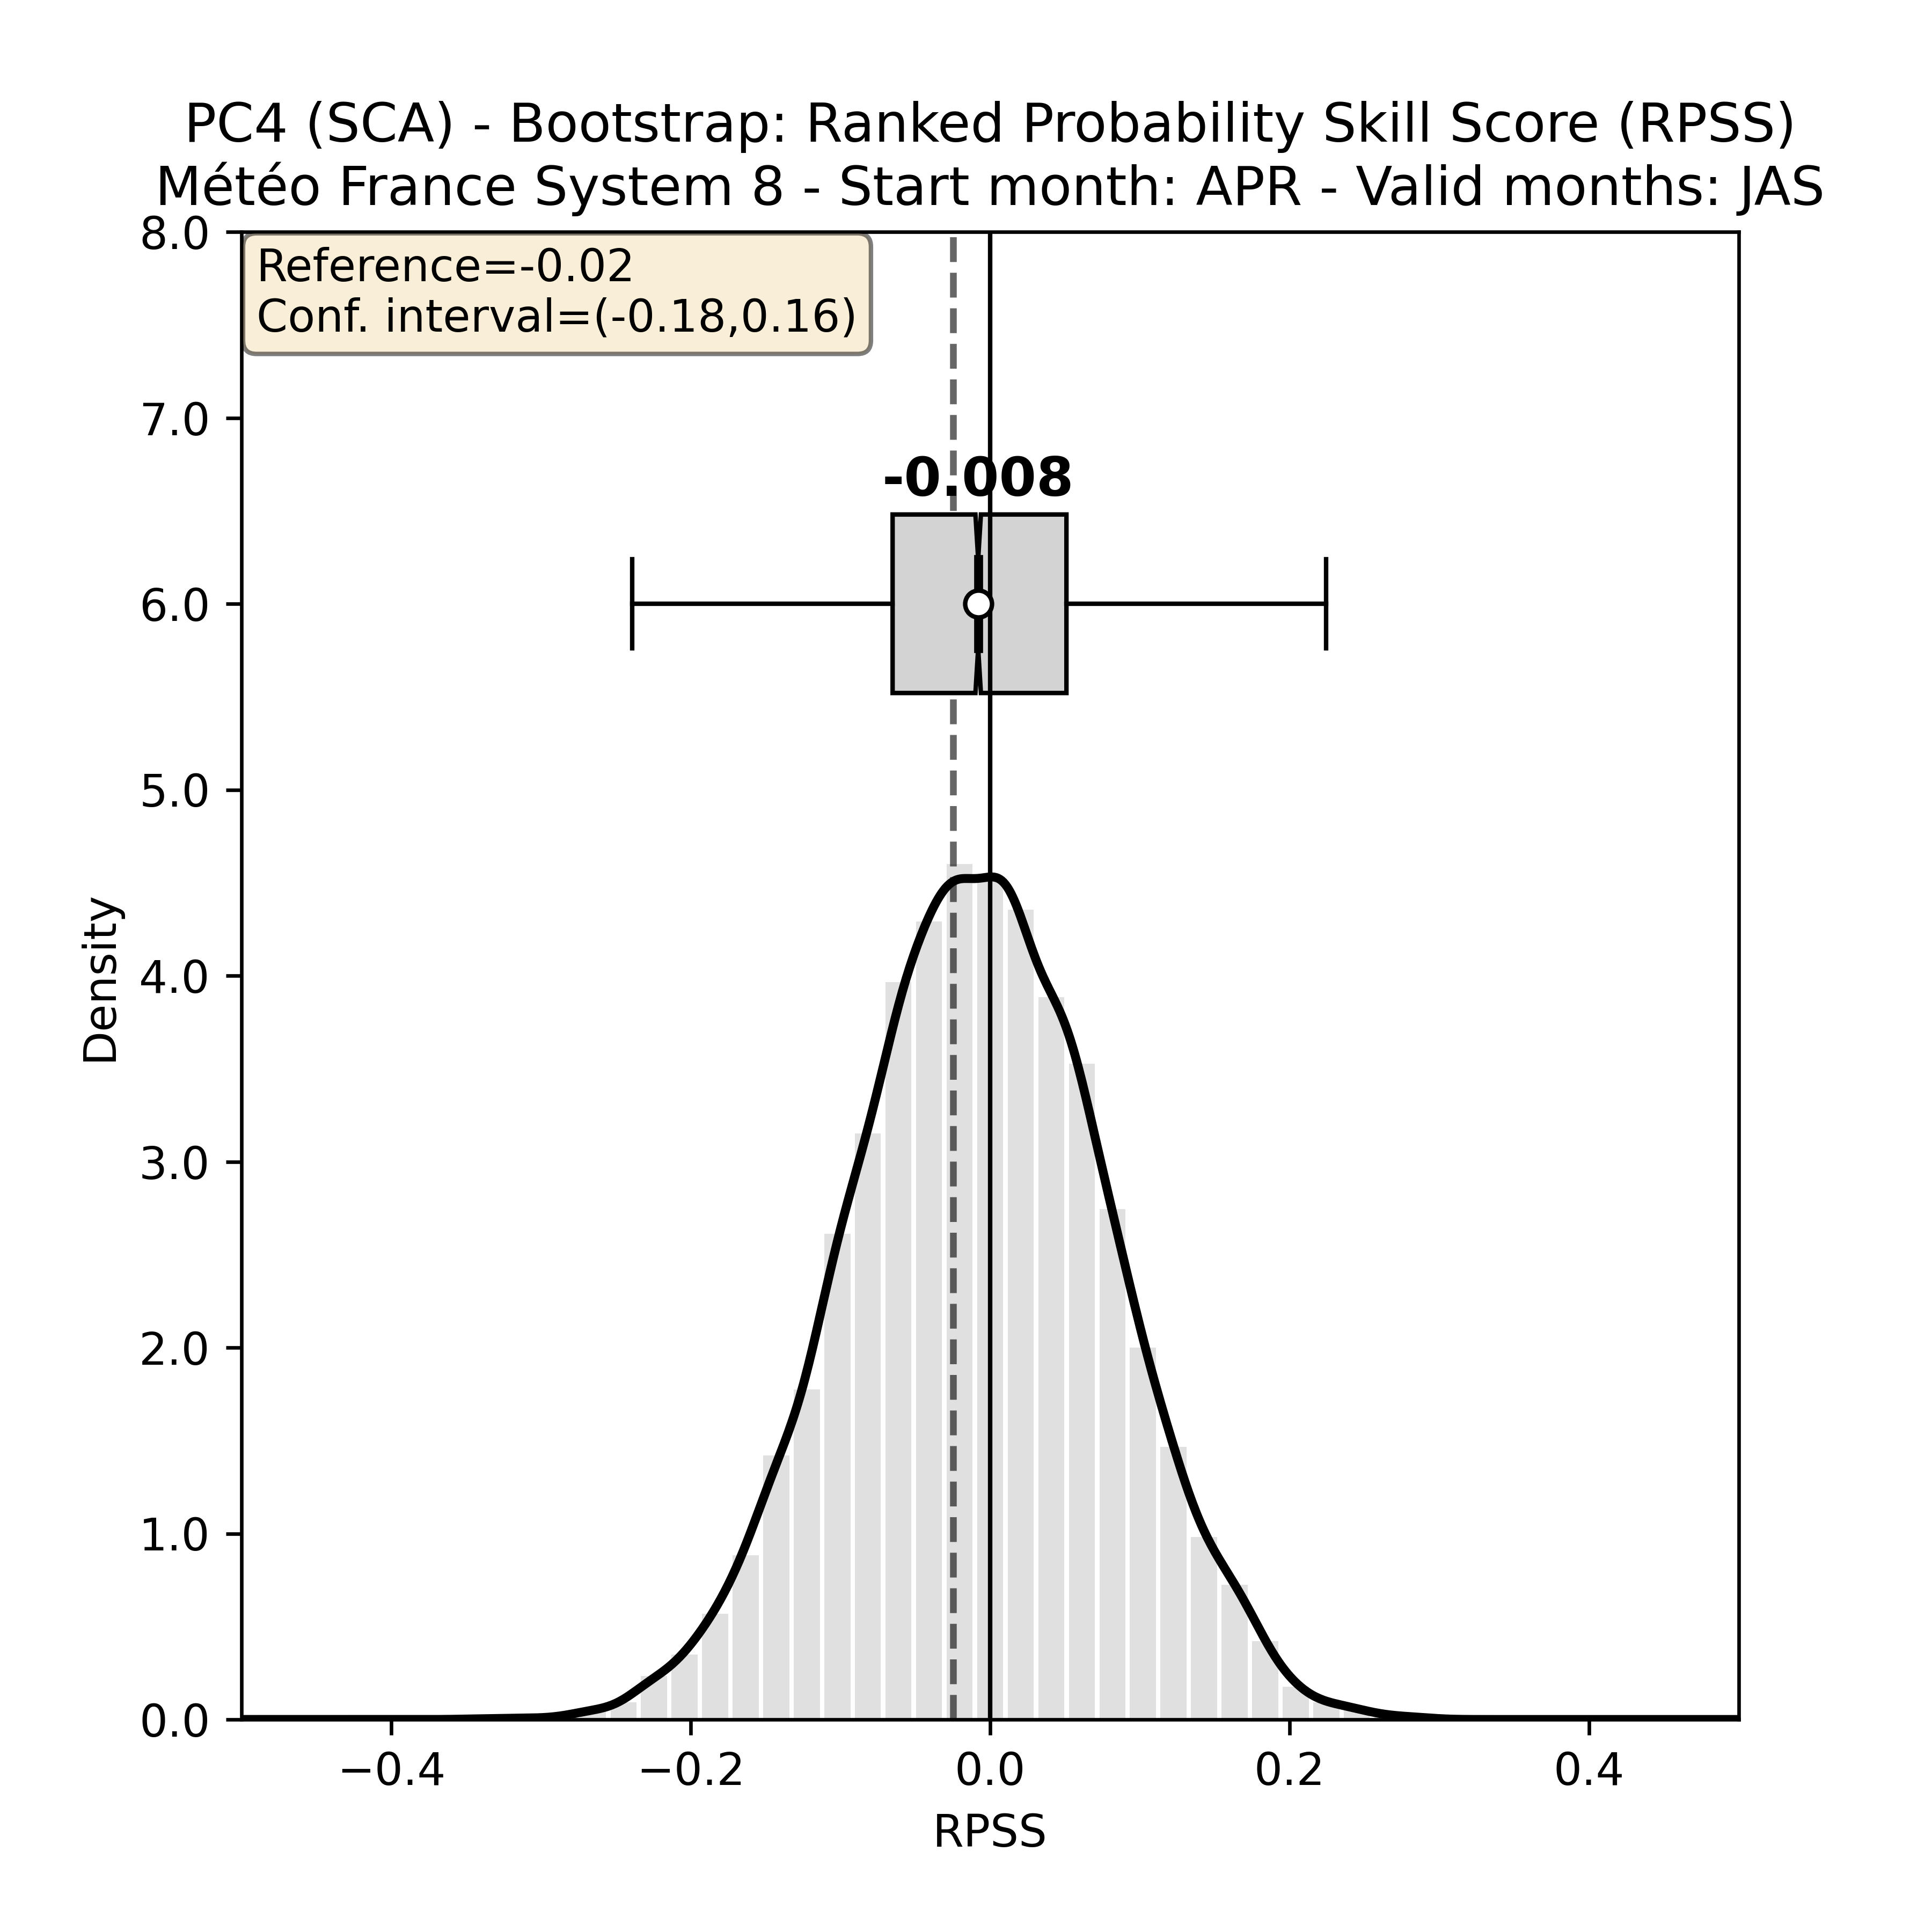 PC4 (SCA) - Bootstrap: Ranked Probability Skill Score (RPSS)
Météo France System 8 - Start month: APR - Valid months: JAS
Reference=-0.02
Conf. interval=(-0.18,0.16)
8.0
7.0
-0.008
6.0
5.0
4.0
3.0
2.0
1.0
0.0
Density
−0.4 −0.2 0.0 0.2 0.4
RPSS